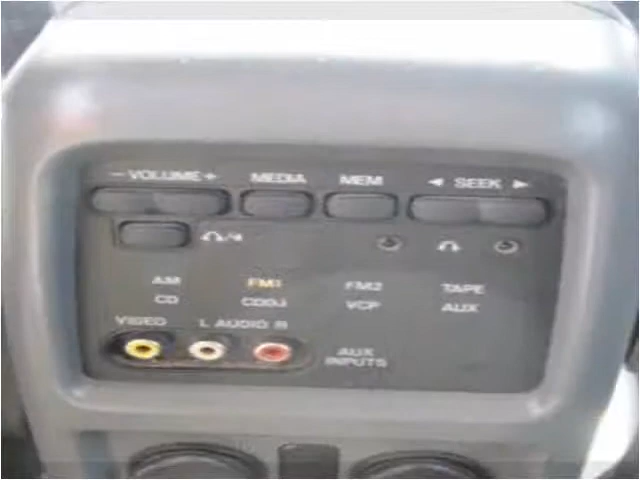 − VOLUME + MEDIA MEM ◄ SEEK ►
AM FM1 FM2 TAPE
CD CDDJ VCP AUX
VIDEO L AUDIO R
AUX
INPUTS